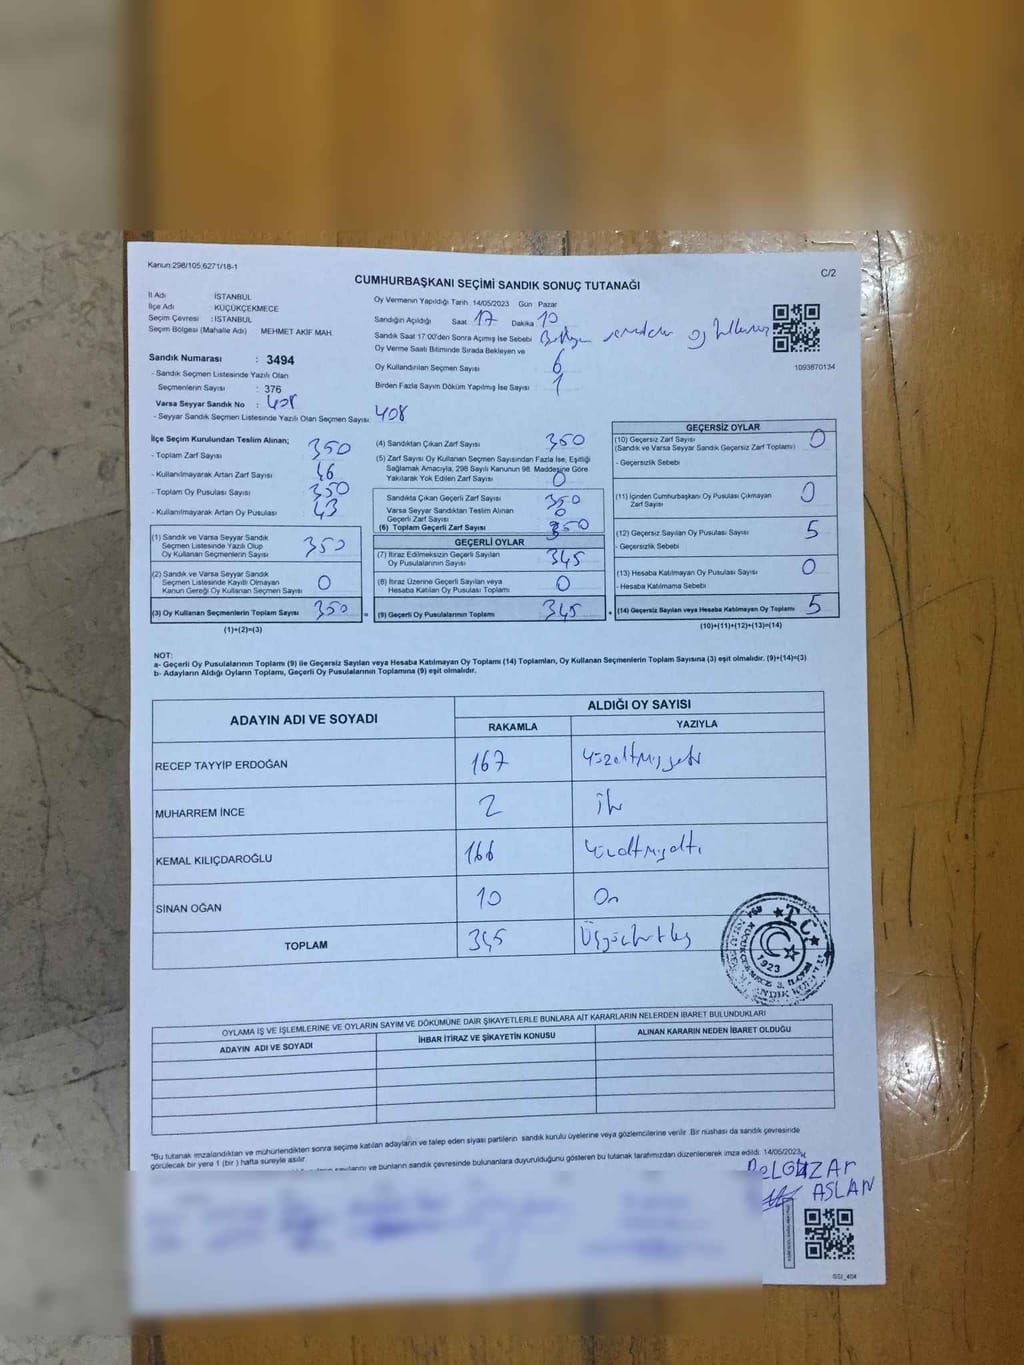 Kanun:298/105,6271/18-1
C/2
CUMHURBAŞKANI SEÇİMİ SANDIK SONUÇ TUTANAĞI
İl Adı İSTANBUL
İlçe Adı KÜÇÜKÇEKMECE
Seçim Çevresi : İSTANBUL
Seçim Bölgesi (Mahalle Adı) MEHMET AKİF MAH.
Sandık Numarası : 3494
- Sandık Seçmen Listesinde Yazılı Olan
Seçmenlerin Sayısı : 376
Varsa Seyyar Sandık No : 408
- Seyyar Sandık Seçmen Listesinde Yazılı Olan Seçmen Sayısı 408
Oy Vermenin Yapıldığı Tarih 14/05/2023 Gün Pazar
Sandığın Açıldığı Saat 17 Dakika 10
Sandık Saat 17:00'den Sonra Açımış İse Sebebi
Oy Verme Saati Bitiminde Sırada Bekleyen ve
Oy Kullandırılan Seçmen Sayısı 6
Birden Fazla Sayım Döküm Yapılmış İse Sayısı 1
1093870134
İlçe Seçim Kurulundan Teslim Alınan;
- Toplam Zarf Sayısı 350
- Kullanılmayarak Artan Zarf Sayısı 46
- Toplam Oy Pusulası Sayısı 350
- Kullanılmayarak Artan Oy Pusulası 43
(1) Sandık ve Varsa Seyyar Sandık
Seçmen Listesinde Yazılı Olup
Oy Kullanan Seçmenlerin Sayısı 350
(2) Sandık ve Varsa Seyyar Sandık
Seçmen Listesinde Kayıtlı Olmayan
Kanun Gereği Oy Kullanan Seçmenlerin Sayısı 0
(3) Oy Kullanan Seçmenlerin Toplam Sayısı 350 =
(1)+(2)=(3)
(4) Sandıktan Çıkan Zarf Sayısı 350
(5) Zarf Sayısı Oy Kullanan Seçmen Sayısından Fazla İse, Eşitliği
Sağlamak Amacıyla, 298 Sayılı Kanunun 98. Maddesine Göre
Yakılarak Yok Edilen Zarf Sayısı 0
Sandıkta Çıkan Geçerli Zarf Sayısı 350
Varsa Seyyar Sandıktan Teslim Alınan
Geçerli Zarf Sayısı 0
(6) Toplam Geçerli Zarf Sayısı 350
GEÇERLİ OYLAR
(7) İtiraz Edilmeksizin Geçerli Sayılan
Oy Pusulalarının Sayısı 345
(8) İtiraz Üzerine Geçerli Sayılan veya
Hesaba Katılan Oy Pusulası Toplamı 0
(9) Geçerli Oy Pusulalarının Toplamı 345 +
GEÇERSİZ OYLAR
(10) Geçersiz Zarf Sayısı
(Sandık ve Varsa Seyyar Sandık Geçersiz Zarf Toplamı) 0
- Geçersizlik Sebebi
(11) İçinden Cumhurbaşkanı Oy Pusulası Çıkmayan
Zarf Sayısı 0
(12) Geçersiz Sayılan Oy Pusulası Sayısı 5
- Geçersizlik Sebebi
(13) Hesaba Katılmayan Oy Pusulası Sayısı 0
- Hesaba Katılmama Sebebi
(14) Geçersiz Sayılan veya Hesaba Katılmayan Oy Toplamı 5
(10)+(11)+(12)+(13)=(14)
NOT:
a- Geçerli Oy Pusulalarının Toplamı (9) ile Geçersiz Sayılan veya Hesaba Katılmayan Oy Toplamı (14) Toplamları, Oy Kullanan Seçmenlerin Toplam Sayısına (3) eşit olmalıdır. (9)+(14)=(3)
b- Adayların Aldığı Oyların Toplamı, Geçerli Oy Pusulalarının Toplamına (9) eşit olmalıdır.
ADAYIN ADI VE SOYADI
ALDIĞI OY SAYISI
RAKAMLA YAZIYLA
RECEP TAYYİP ERDOĞAN 167 Yüzaltmışyedi
MUHARREM İNCE 2 İki
KEMAL KILIÇDAROĞLU 166 Yüzaltmışaltı
SİNAN OĞAN 10 On
TOPLAM 345 Üçyüzkırkbeş
T.C.
1923
OYLAMA İŞ VE İŞLEMLERİNE VE OYLARIN SAYIM VE DÖKÜMÜNE DAİR ŞİKAYETLERLE BUNLARA AİT KARARLARIN NELERDEN İBARET BULUNDUKLARI
ADAYIN ADI VE SOYADI İHBAR İTİRAZ VE ŞİKAYETİN KONUSU ALINAN KARARIN NEDEN İBARET OLDUĞU
"Bu tutanak imzalandıktan ve mühürlendikten sonra seçime katılan adayların ve talep eden siyasi partilerin sandık kurulu üyelerine veya gözlemcilerine verilir. Bir nüshası da sandık çevresinde
görülecek bir yere 1 (bir) hafta süreyle asılır.
ve bunların sandık çevresinde bulunanlara duyurulduğunu gösteren bu tutanak tarafımızdan düzenlenerek imza edildi. 14/05/2023
ASLAN
SSI_404